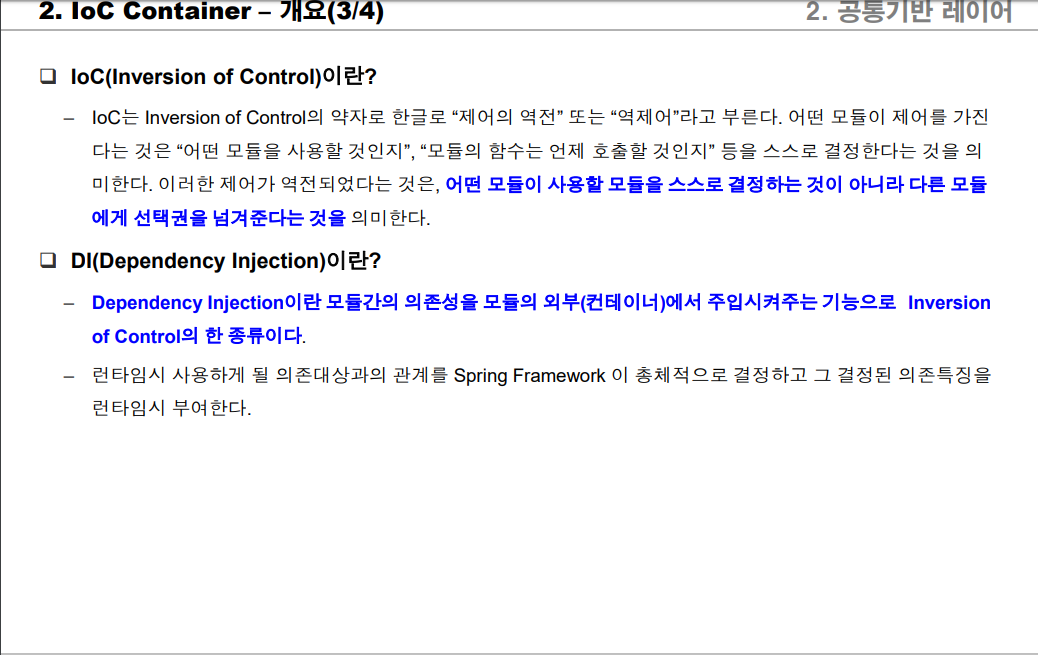 2. IoC Container – 개요(3/4)
2. 공통기반 레이어
❑ IoC(Inversion of Control)이란?
– IoC는 Inversion of Control의 약자로 한글로 “제어의 역전” 또는 “역제어”라고 부른다. 어떤 모듈이 제어를 가진
다는 것은 “어떤 모듈을 사용할 것인지”, “모듈의 함수는 언제 호출할 것인지” 등을 스스로 결정한다는 것을 의
미한다. 이러한 제어가 역전되었다는 것은, 어떤 모듈이 사용할 모듈을 스스로 결정하는 것이 아니라 다른 모듈
에게 선택권을 넘겨준다는 것을 의미한다.
❑ DI(Dependency Injection)이란?
– Dependency Injection이란 모듈간의 의존성을 모듈의 외부(컨테이너)에서 주입시켜주는 기능으로 Inversion
of Control의 한 종류이다.
– 런타임시 사용하게 될 의존대상과의 관계를 Spring Framework 이 총체적으로 결정하고 그 결정된 의존특징을
런타임시 부여한다.